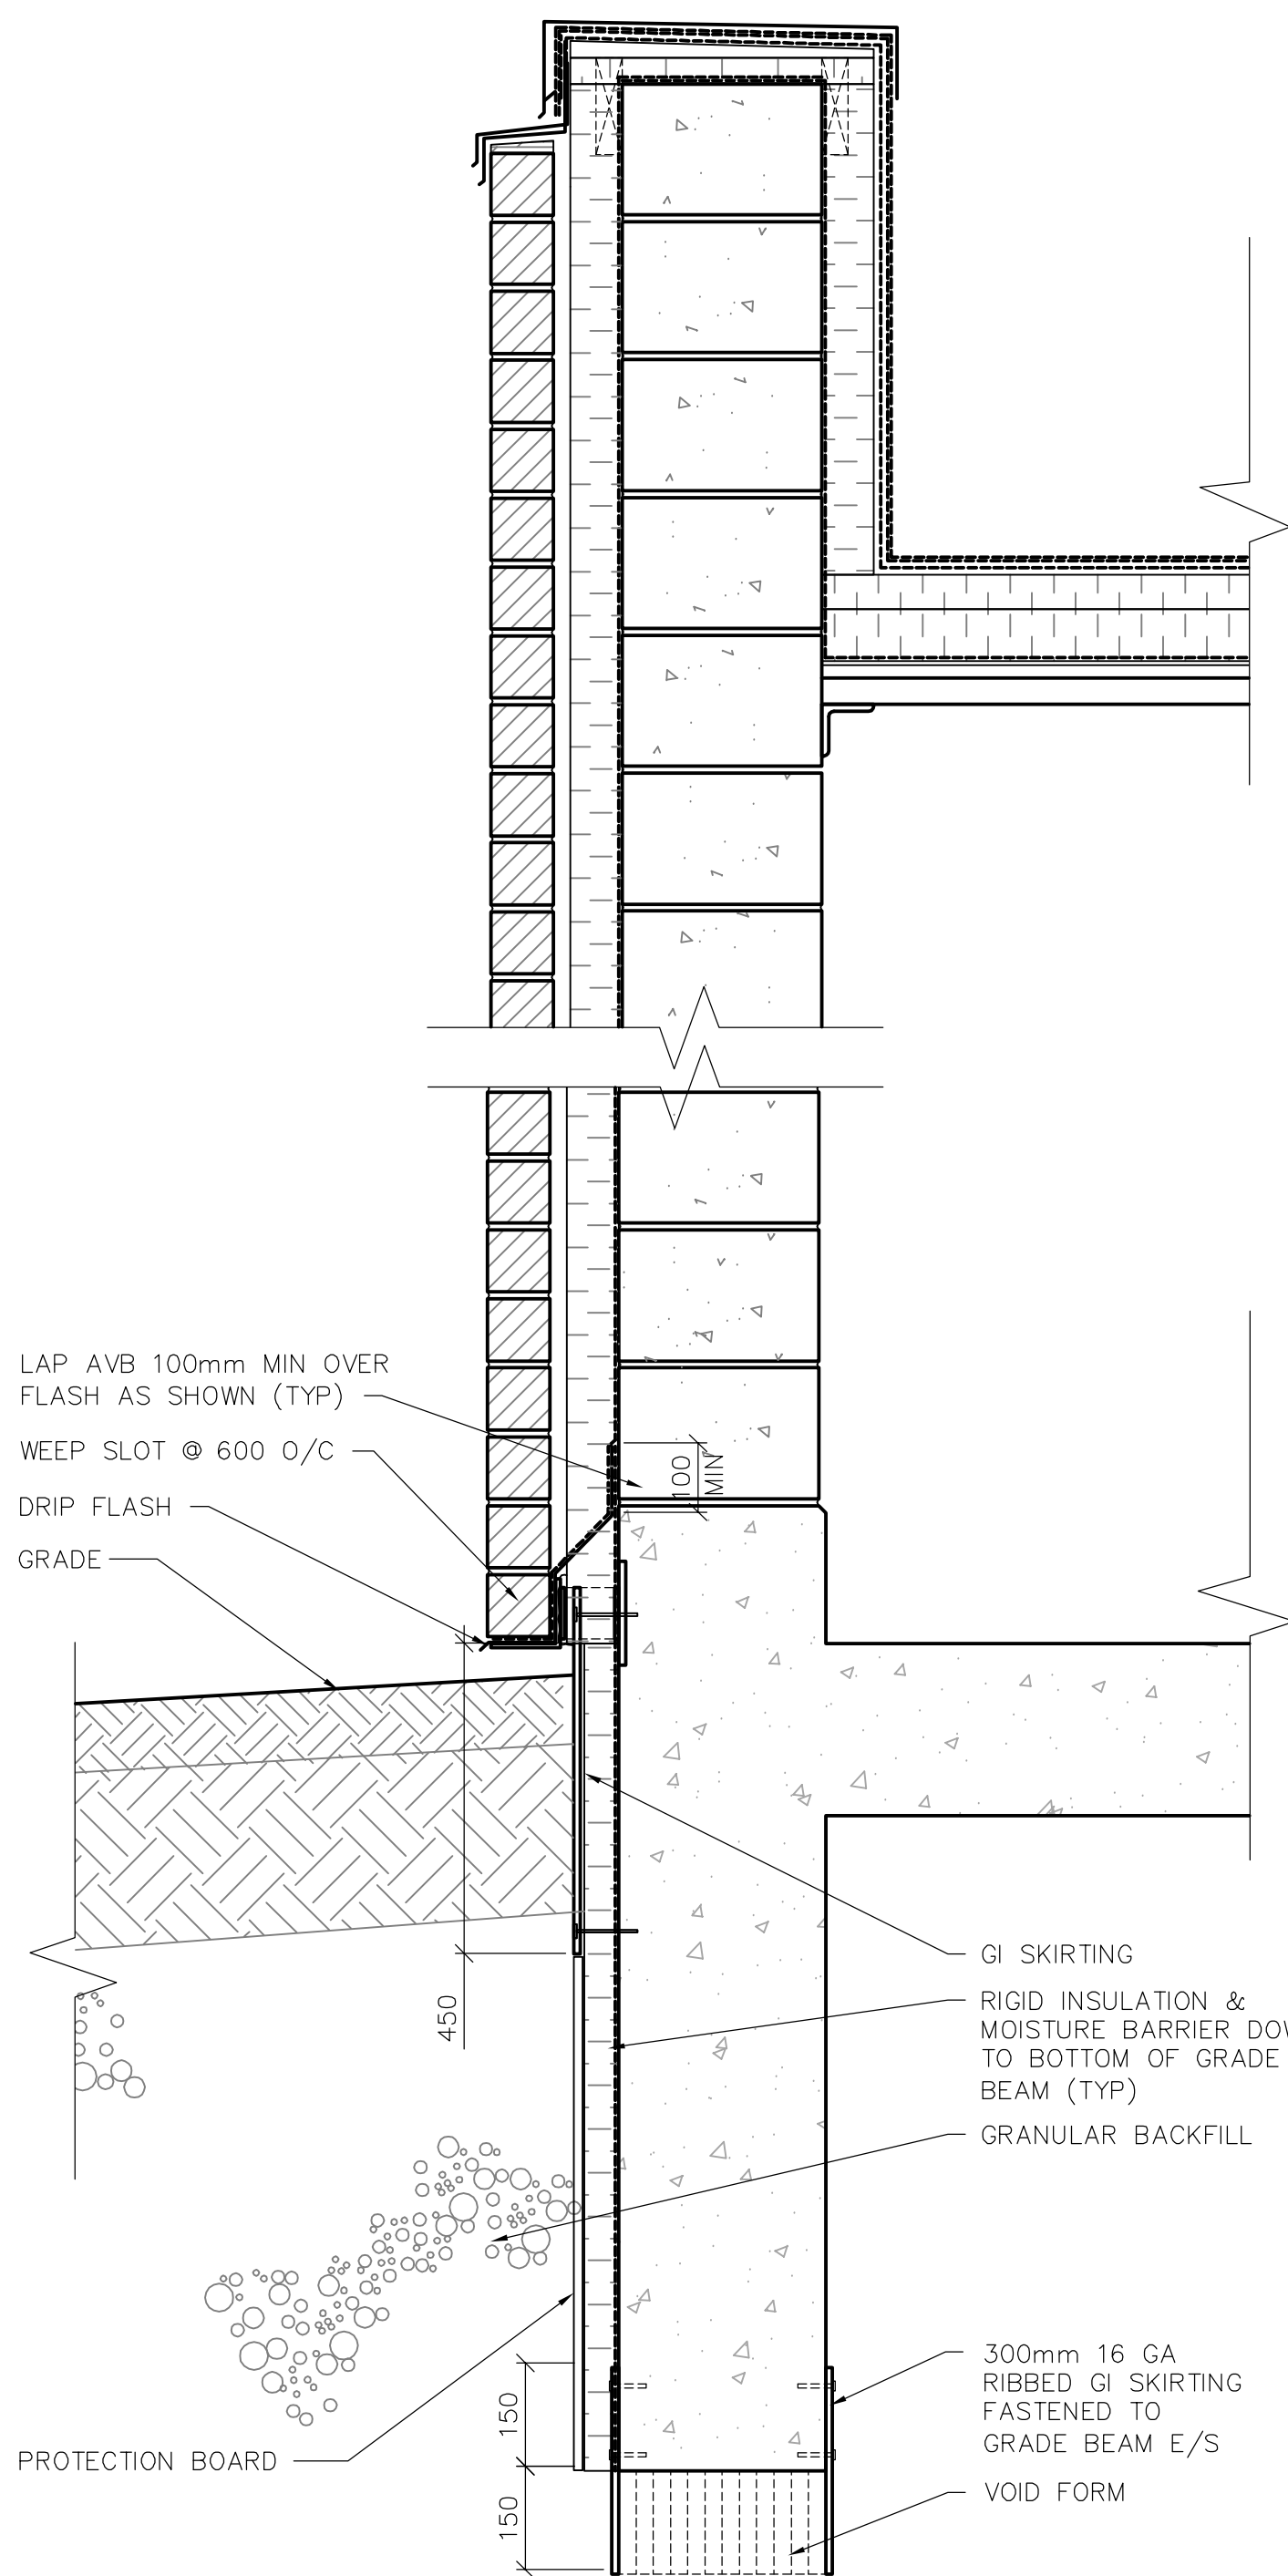 LAP AVB 100mm MIN OVER
FLASH AS SHOWN (TYP)
WEEP SLOT @ 600 O/C
DRIP FLASH
GRADE
100
MIN
450
GI SKIRTING
RIGID INSULATION &
MOISTURE BARRIER
TO BOTTOM OF GRADE
BEAM (TYP)
GRANULAR BACKFILL
150
300mm 16 GA
RIBBED GI SKIRTING
FASTENED TO
GRADE BEAM E/S
PROTECTION BOARD
VOID FORM
150